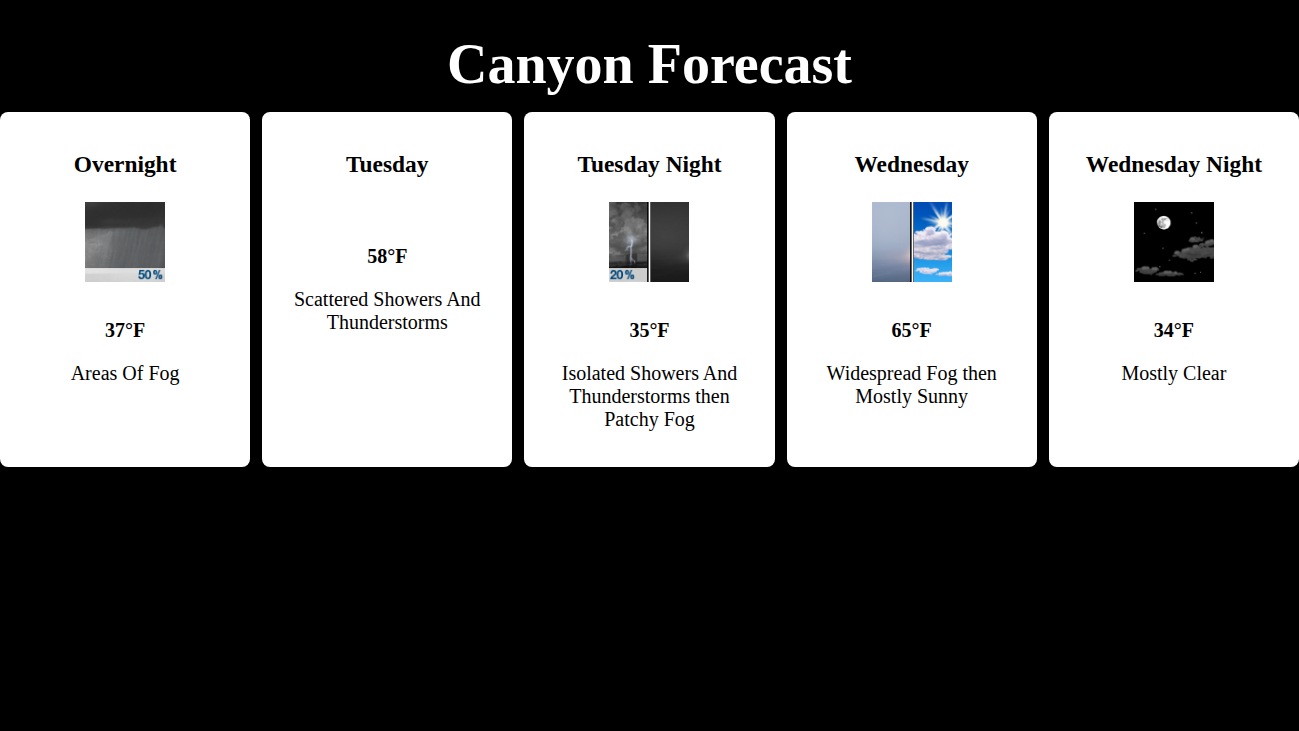 Canyon Forecast
Overnight
50%
37°F
Areas Of Fog
Tuesday
58°F
Scattered Showers And
Thunderstorms
Tuesday Night
20%
35°F
Isolated Showers And
Thunderstorms then
Patchy Fog
Wednesday
65°F
Widespread Fog then
Mostly Sunny
Wednesday Night
34°F
Mostly Clear